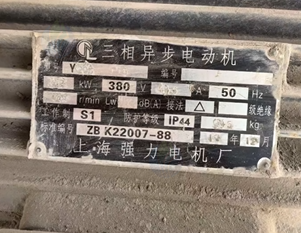 三相异步电动机
Y 编号
kW 380 A 50 Hz
r/min Lw dB(A) 接法 △ 级绝缘
工作制 S1 防护等级 IP44 kg
标准编号 ZB K22007-88 年 月
上海强力电机厂